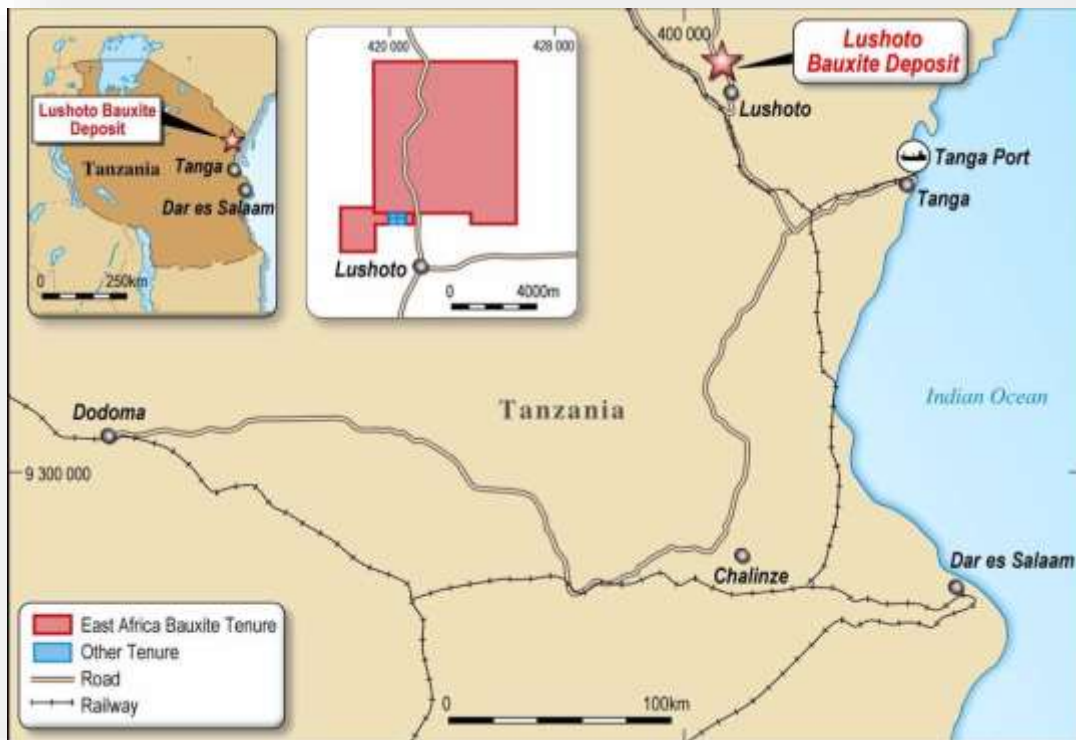 Lushoto Bauxite
Deposit
Tanzania
Tanga
Dar es Salaam
0
250km
420 000
428 000
Lushoto
0
4000m
400 000
Lushoto
Bauxite Deposit
Lushoto
Tanga Port
Tanga
Indian Ocean
Tanzania
Dodoma
9 300 000
Chalinze
Dar es Salaam
East Africa Bauxite Tenure
Other Tenure
Road
Railway
0
100km